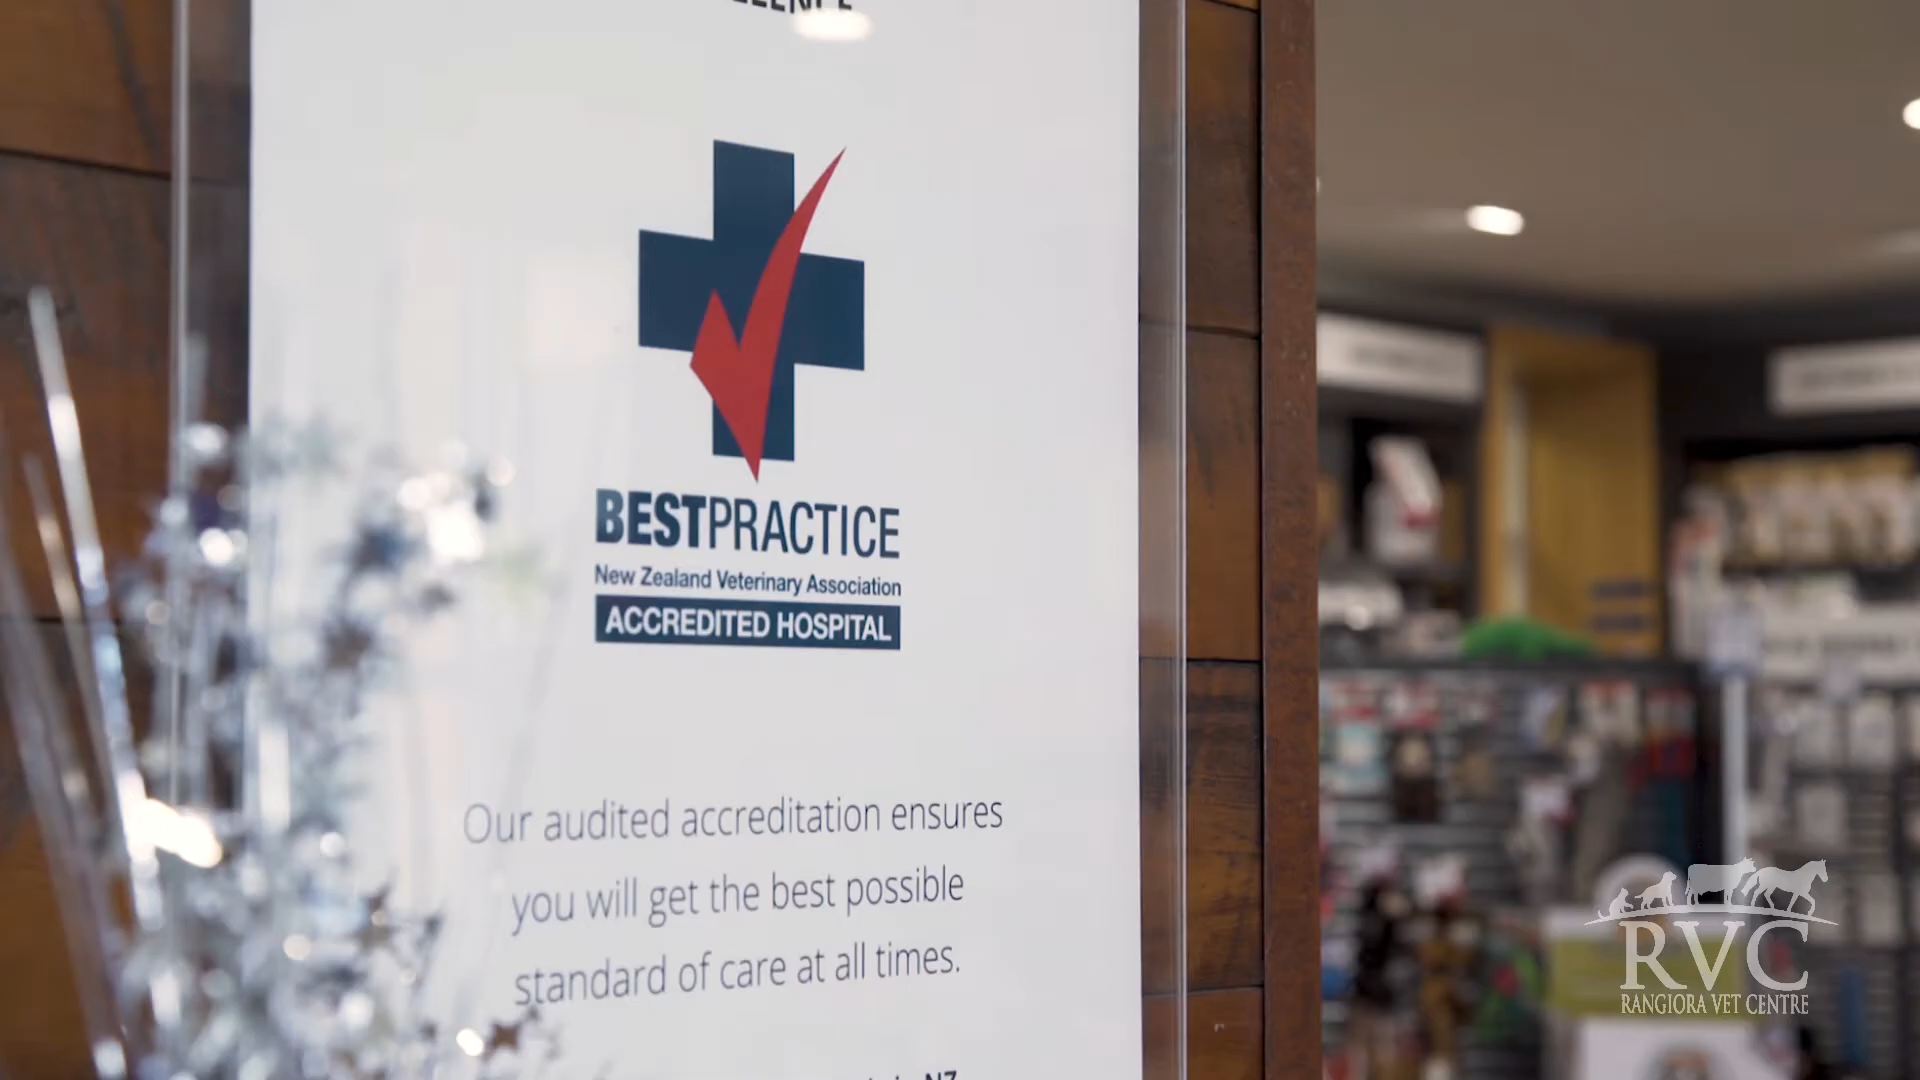 BESTPRACTICE
New Zealand Veterinary Association
ACCREDITED HOSPITAL
Our audited accreditation ensures
you will get the best possible
standard of care at all times.
NZ
RVC
RANGIORA VET CENTRE